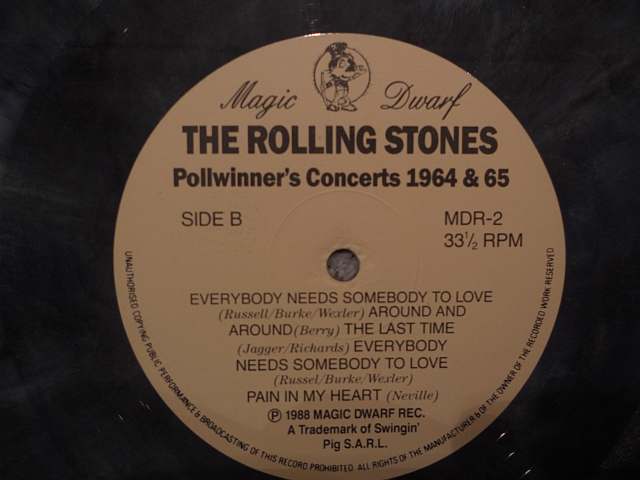 Magic Dwarf
THE ROLLING STONES
Pollwinner's Concerts 1964 & 65
SIDE B
MDR-2
33½ RPM
EVERYBODY NEEDS SOMEBODY TO LOVE
(Russell/Burke/Wexler) AROUND AND
AROUND (Berry) THE LAST TIME
(Jagger/Richards) EVERYBODY
NEEDS SOMEBODY TO LOVE
(Russel/Burke/Wexler)
PAIN IN MY HEART (Neville)
℗ 1988 MAGIC DWARF REC.
A Trademark of Swingin'
Pig S.A.R.L.
UNAUTHORISED COPYING PUBLIC PERFORMANCE & BROADCASTING OF THIS RECORD PROHIBITED. ALL RIGHTS OF THE MANUFACTURER & OF THE OWNER OF THE RECORDED WORK RESERVED